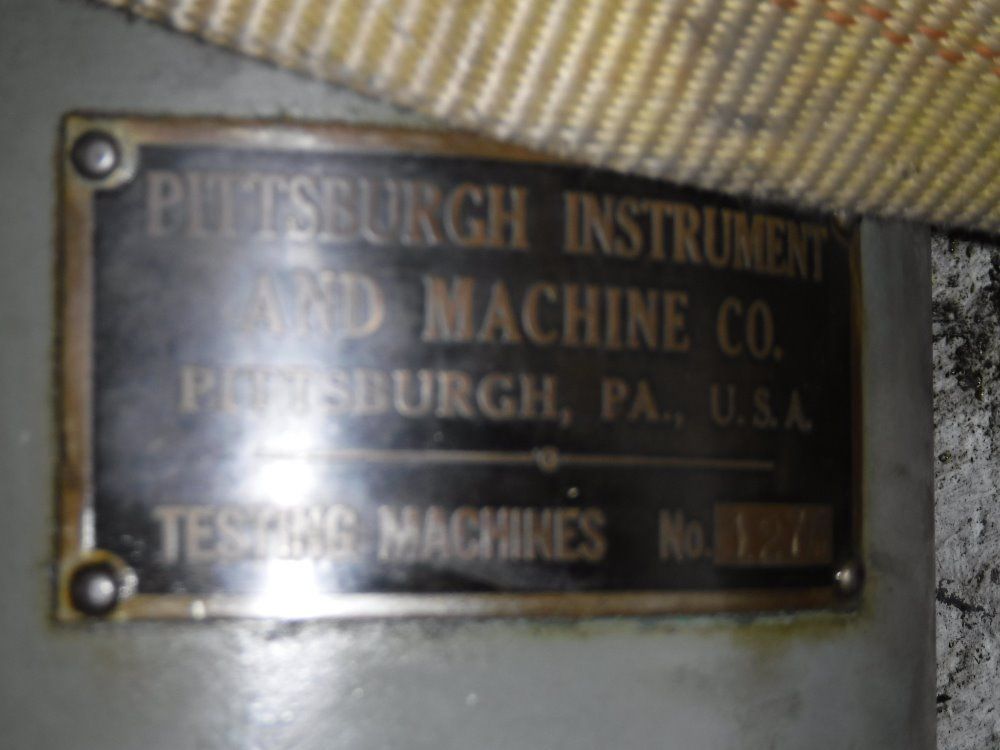 PITTSBURGH INSTRUMENT
AND MACHINE CO.
PITTSBURGH, PA., U.S.A.
TESTING MACHINES No.